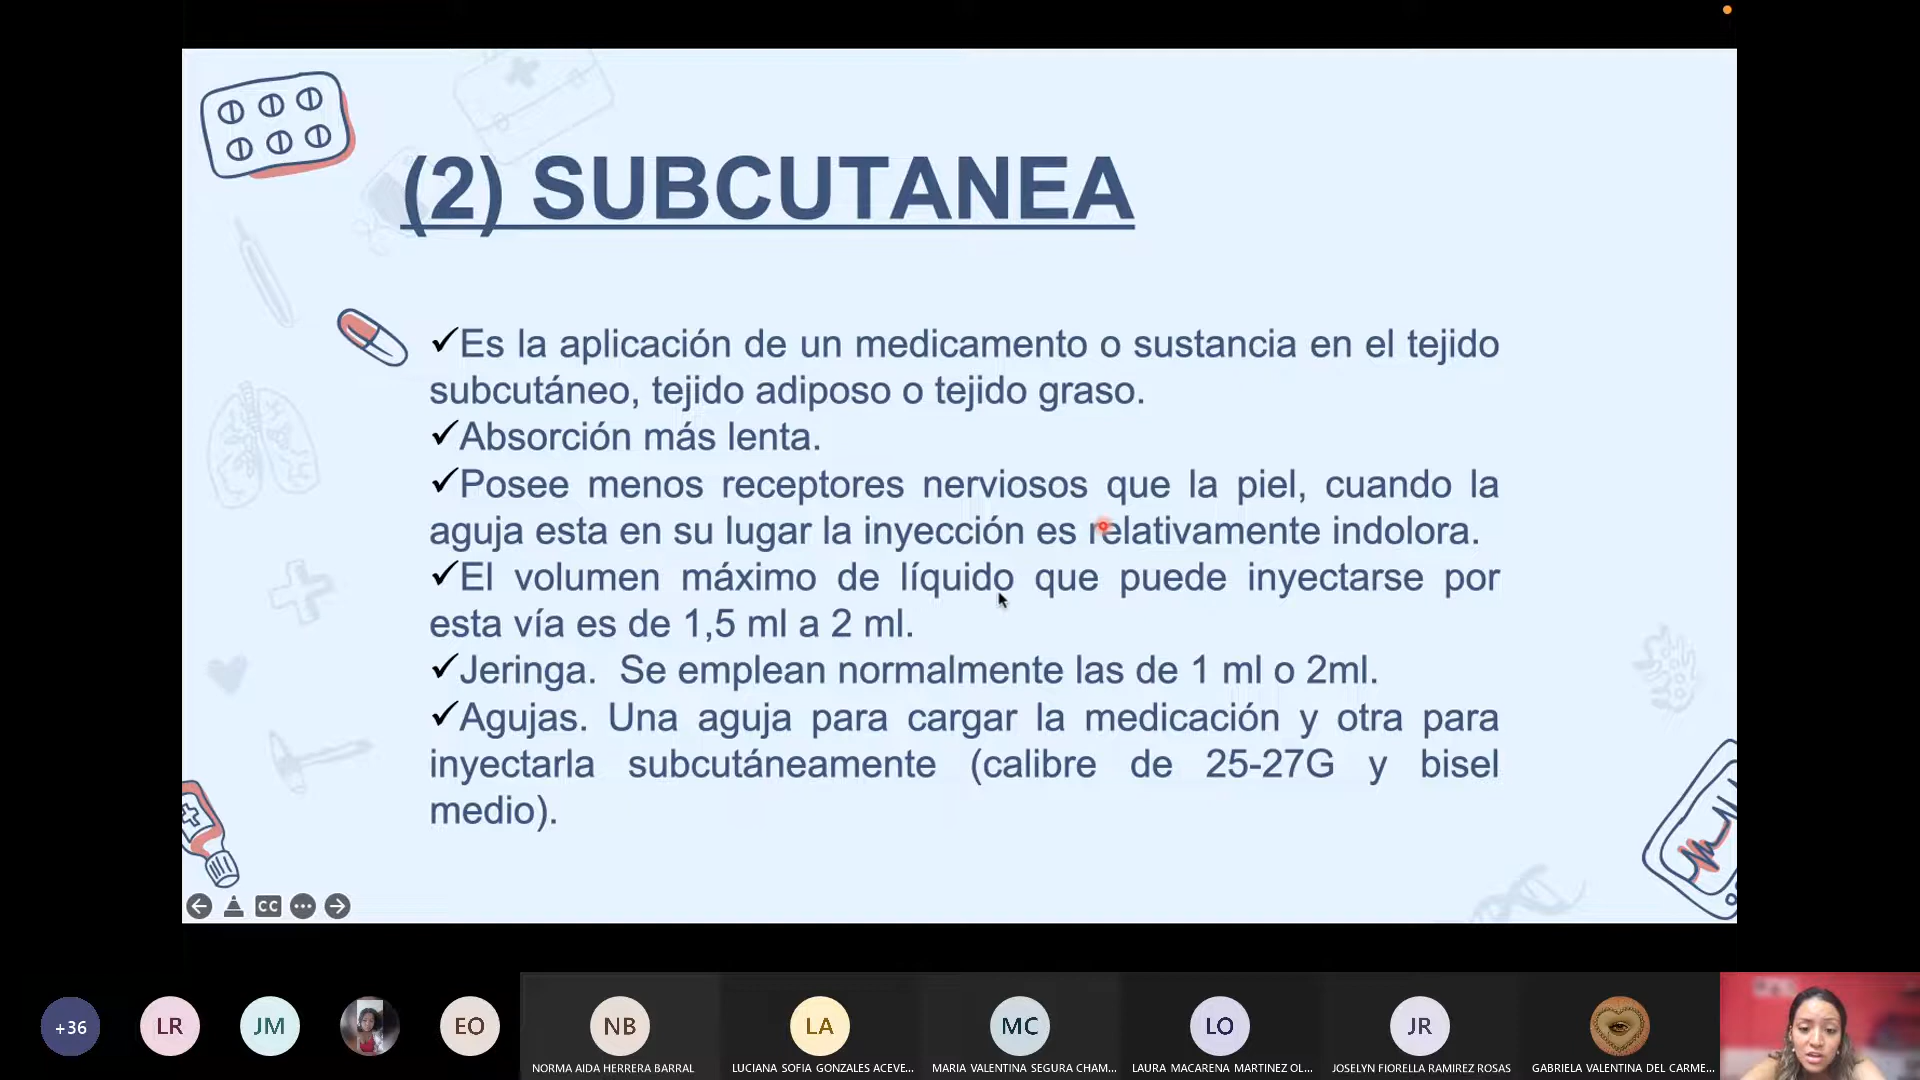 (2) SUBCUTANEA
✓Es la aplicación de un medicamento o sustancia en el tejido
subcutáneo, tejido adiposo o tejido graso.
✓Absorción más lenta.
✓Posee menos receptores nerviosos que la piel, cuando la
aguja esta en su lugar la inyección es relativamente indolora.
✓El volumen máximo de líquido que puede inyectarse por
esta vía es de 1,5 ml a 2 ml.
✓Jeringa. Se emplean normalmente las de 1 ml o 2ml.
✓Agujas. Una aguja para cargar la medicación y otra para
inyectarla subcutáneamente (calibre de 25-27G y bisel
medio).
CC
+36
LR
JM
EO
NB
LA
MC
LO
JR
NORMA AIDA HERRERA BARRAL
LUCIANA SOFIA GONZALES ACEVE...
MARIA VALENTINA SEGURA CHAM...
LAURA MACARENA MARTINEZ OL...
JOSELYN FIORELLA RAMIREZ ROSAS
GABRIELA VALENTINA DEL CARME...